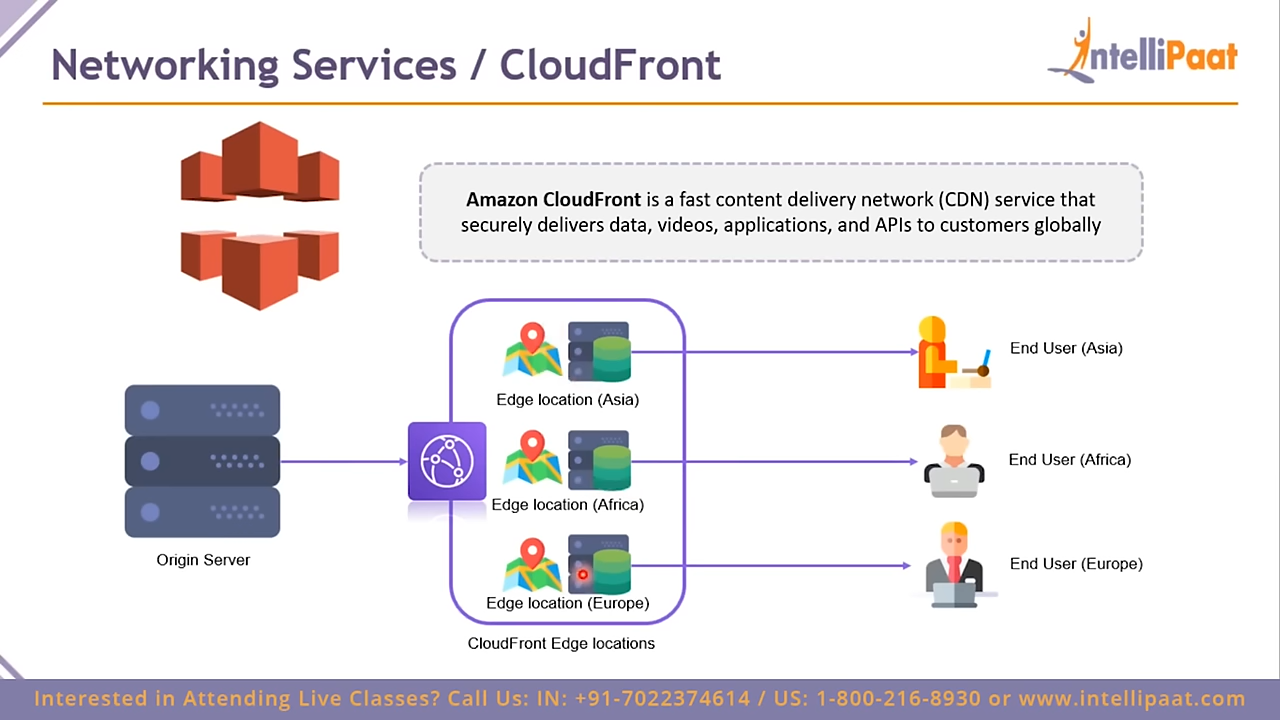 Networking Services / CloudFront
IntelliPaat
Amazon CloudFront is a fast content delivery network (CDN) service that
securely delivers data, videos, applications, and APIs to customers globally
End User (Asia)
Edge location (Asia)
End User (Africa)
Edge location (Africa)
Origin Server
End User (Europe)
Edge location (Europe)
CloudFront Edge locations
Interested in Attending Live Classes? Call Us: IN: +91-7022374614 / US: 1-800-216-8930 or www.intellipaat.com